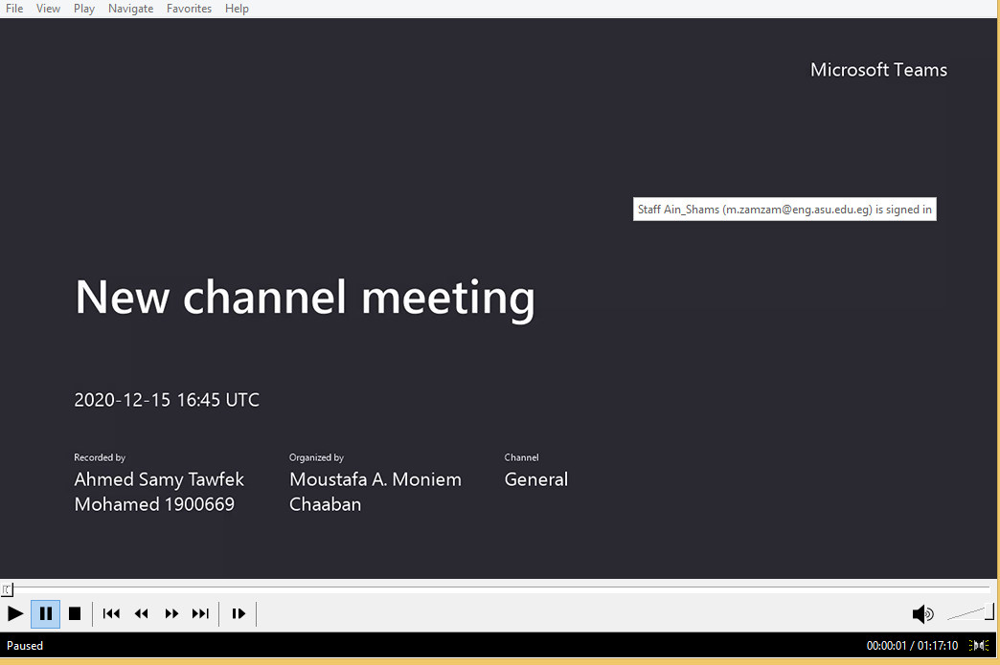 File View Play Navigate Favorites Help
Microsoft Teams
Staff Ain_Shams (m.zamzam@eng.asu.edu.eg) is signed in
New channel meeting
2020-12-15 16:45 UTC
Recorded by
Ahmed Samy Tawfek
Mohamed 1900669
Organized by
Moustafa A. Moniem
Chaaban
Channel
General
Paused
00:00:01 / 01:17:10